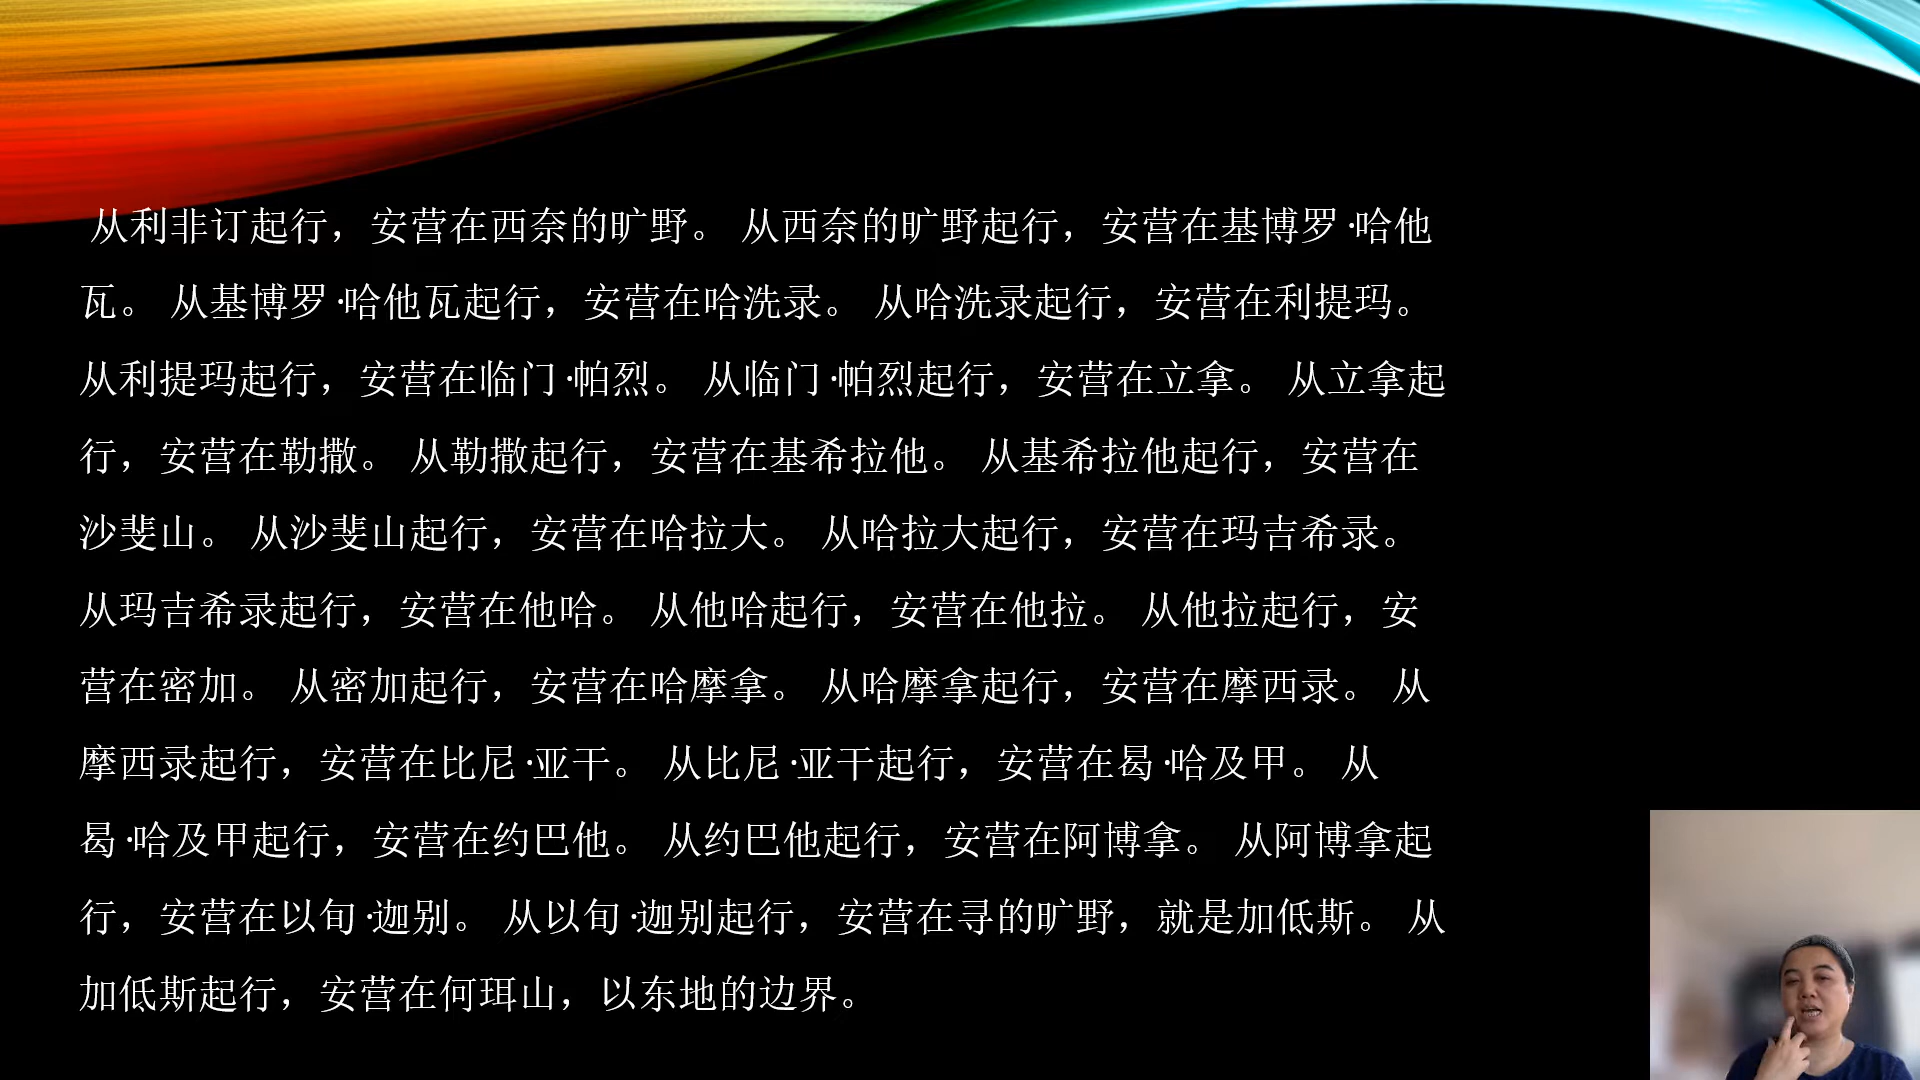 从利非订起行，安营在西奈的旷野。 从西奈的旷野起行，安营在基博罗·哈他
瓦。 从基博罗·哈他瓦起行，安营在哈洗录。 从哈洗录起行，安营在利提玛。
从利提玛起行，安营在临门·帕烈。 从临门·帕烈起行，安营在立拿。 从立拿起
行，安营在勒撒。 从勒撒起行，安营在基希拉他。 从基希拉他起行，安营在
沙斐山。 从沙斐山起行，安营在哈拉大。 从哈拉大起行，安营在玛吉希录。
从玛吉希录起行，安营在他哈。 从他哈起行，安营在他拉。 从他拉起行，安
营在密加。 从密加起行，安营在哈摩拿。 从哈摩拿起行，安营在摩西录。 从
摩西录起行，安营在比尼·亚干。 从比尼·亚干起行，安营在曷·哈及甲。 从
曷·哈及甲起行，安营在约巴他。 从约巴他起行，安营在阿博拿。 从阿博拿起
行，安营在以旬·迦别。 从以旬·迦别起行，安营在寻的旷野，就是加低斯。 从
加低斯起行，安营在何珥山，以东地的边界。